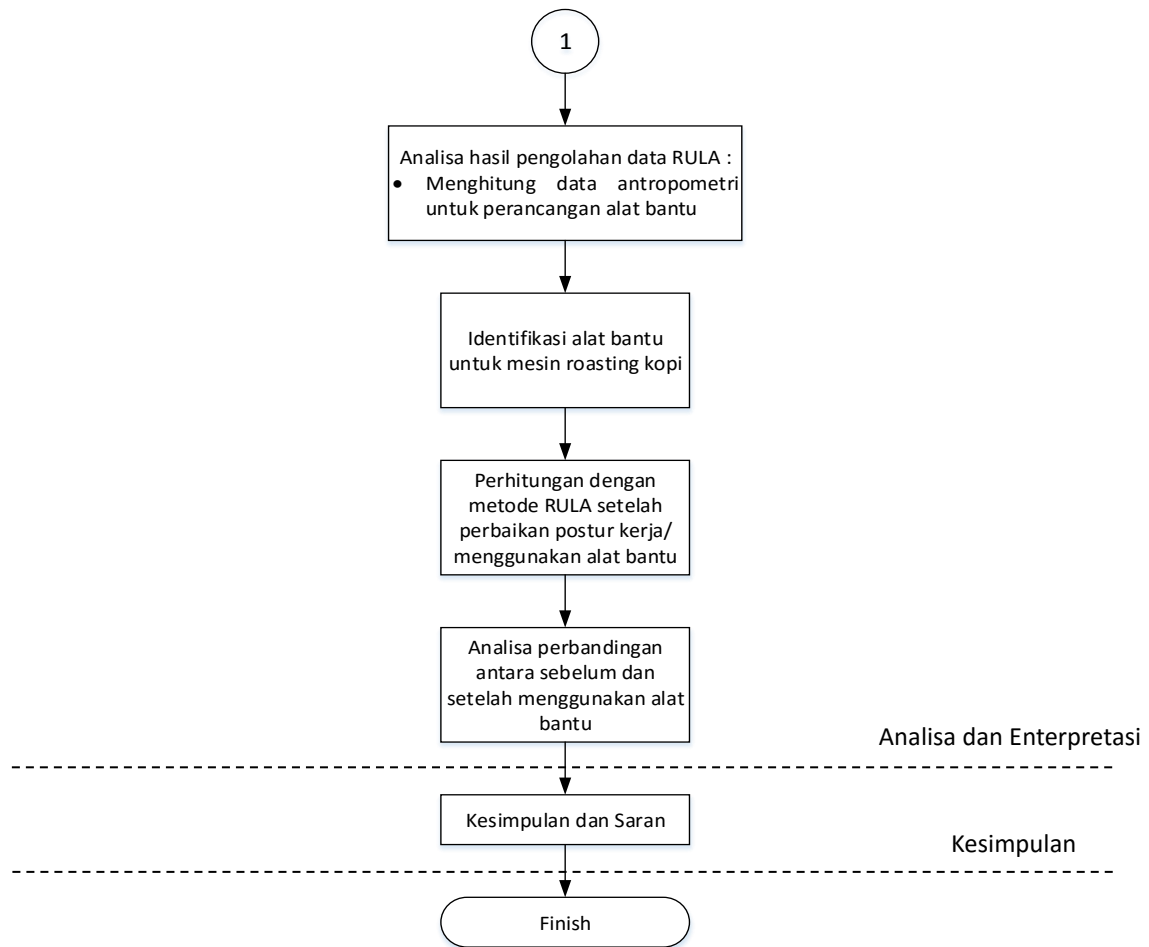 1
Analisa hasil pengolahan data RULA :
• Menghitung data antropometri
untuk perancangan alat bantu
Identifikasi alat bantu
untuk mesin roasting kopi
Perhitungan dengan
metode RULA setelah
perbaikan postur kerja/
menggunakan alat bantu
Analisa perbandingan
antara sebelum dan
setelah menggunakan alat
bantu
Analisa dan Enterpretasi
Kesimpulan dan Saran
Kesimpulan
Finish